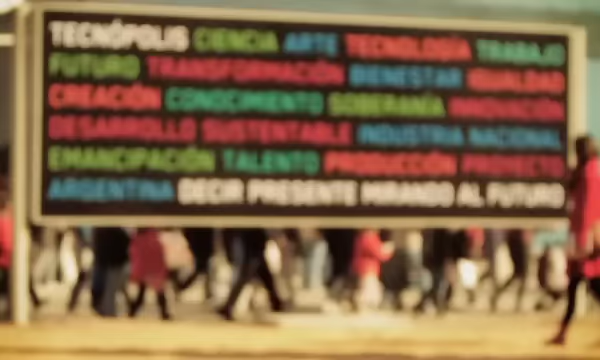 TECNÓPOLIS CIENCIA ARTE TECNOLOGÍA TRABAJO
FUTURO TRANSFORMACIÓN BIENESTAR IGUALDAD
CREACIÓN CONOCIMIENTO SOBERANÍA INNOVACIÓN
DESARROLLO SUSTENTABLE INDUSTRIA NACIONAL
EMANCIPACIÓN TALENTO PRODUCCIÓN PROYECTO
ARGENTINA DECIR PRESENTE MIRANDO AL FUTURO